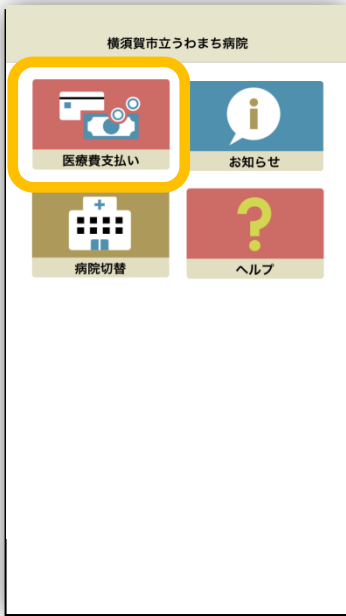 横須賀市立うわまち病院
医療費支払い
お知らせ
病院切替
ヘルプ